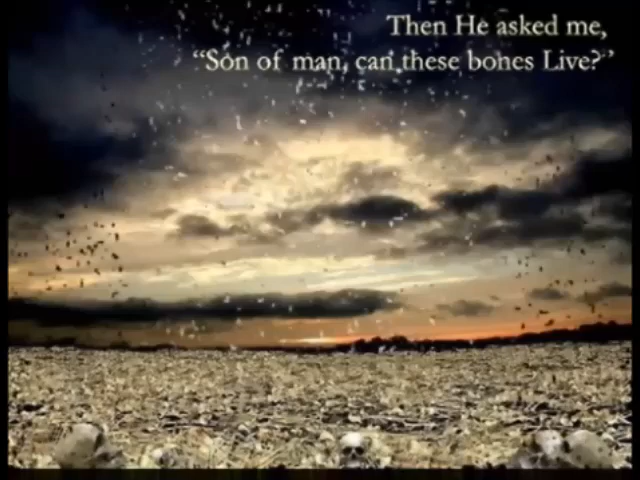 Then He asked me,
“Son of man, can these bones Live?”